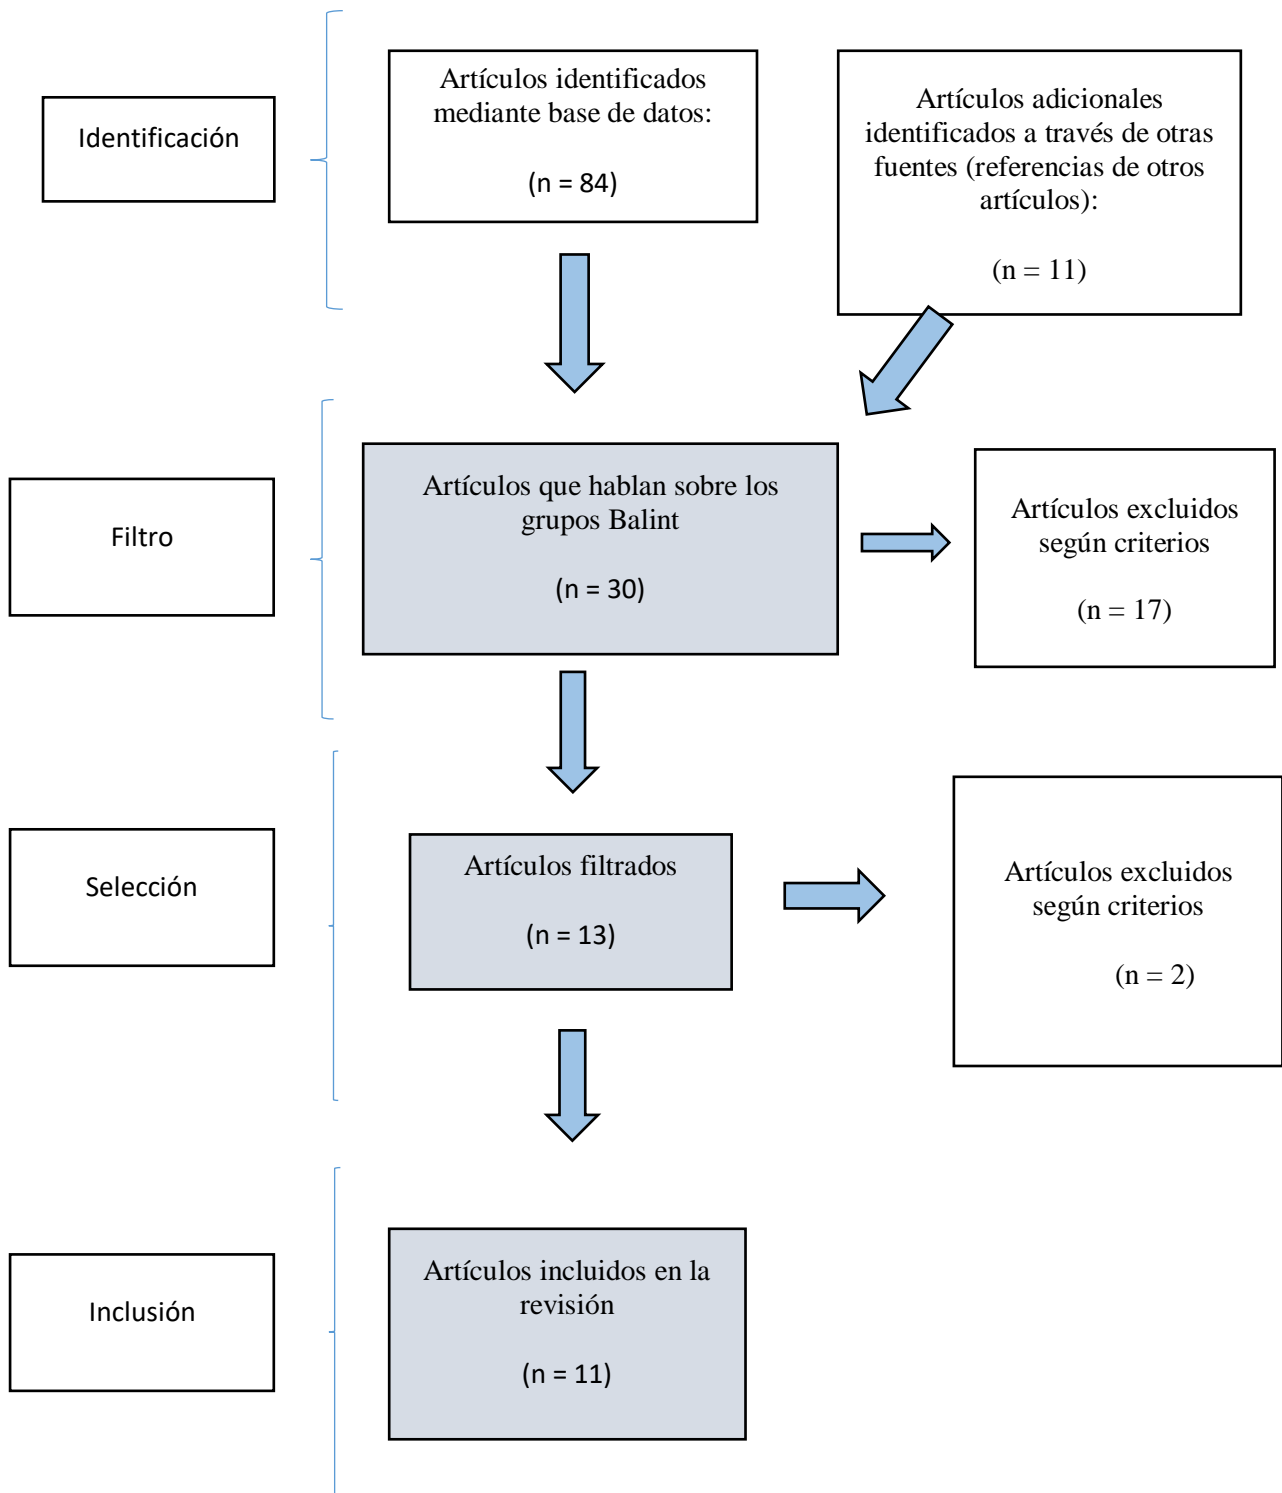 Identificación
Artículos identificados
mediante base de datos:
(n = 84)
Artículos adicionales
identificados a través de otras
fuentes (referencias de otros
artículos):
(n = 11)
Filtro
Artículos que hablan sobre los
grupos Balint
(n = 30)
Artículos excluidos
según criterios
(n = 17)
Selección
Artículos filtrados
(n = 13)
Artículos excluidos
según criterios
(n = 2)
Inclusión
Artículos incluidos en la
revisión
(n = 11)